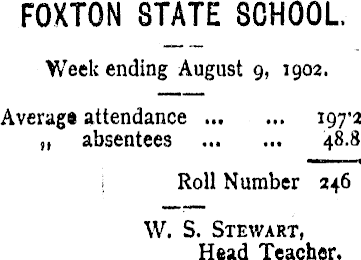 FOXTON STATE SCHOOL.
Week ending August 9, 1902.
Average attendance ... ... 197·2
„ absentees ... ... 48.8
Roll Number 246
W. S. STEWART,
Head Teacher.